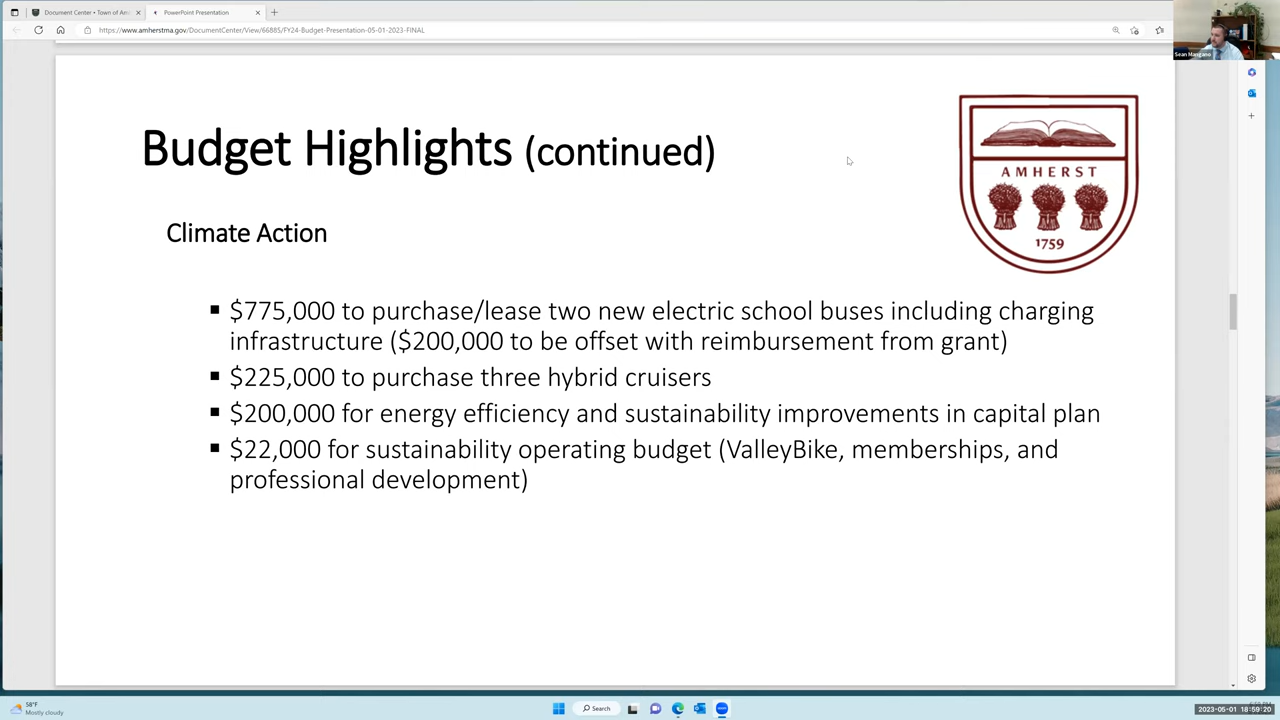 Document Center • Town of Am
PowerPoint Presentation
https://www.amherstma.gov/DocumentCenter/View/66885/FY24-Budget-Presentation-05-01-2023-FINAL
Sean Mangano
Budget Highlights (continued)
AMHERST
1759
Climate Action
▪ $775,000 to purchase/lease two new electric school buses including charging
infrastructure ($200,000 to be offset with reimbursement from grant)
▪ $225,000 to purchase three hybrid cruisers
▪ $200,000 for energy efficiency and sustainability improvements in capital plan
▪ $22,000 for sustainability operating budget (ValleyBike, memberships, and
professional development)
58°F
Mostly cloudy
Search
2023-05-01 18:59:20